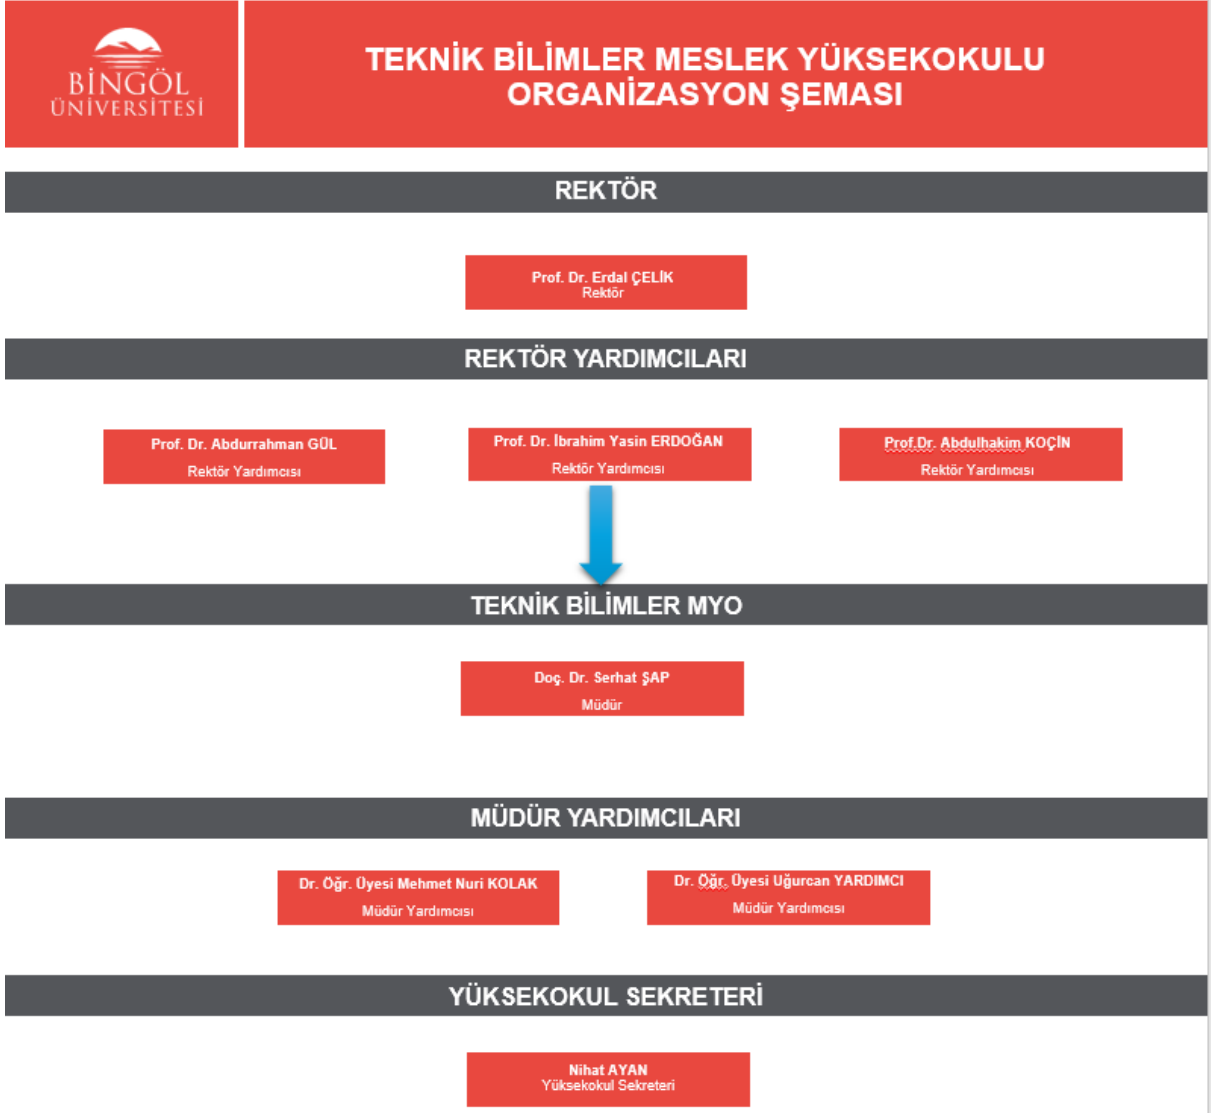 BİNGÖL
ÜNİVERSİTESİ
TEKNİK BİLİMLER MESLEK YÜKSEKOKULU
ORGANİZASYON ŞEMASI
REKTÖR
Prof. Dr. Erdal ÇELİK
Rektör
REKTÖR YARDIMCILARI
Prof. Dr. Abdurrahman GÜL
Rektör Yardımcısı
Prof. Dr. İbrahim Yasin ERDOĞAN
Rektör Yardımcısı
Prof.Dr. Abdulhakim KOÇİN
Rektör Yardımcısı
TEKNİK BİLİMLER MYO
Doç. Dr. Serhat ŞAP
Müdür
MÜDÜR YARDIMCILARI
Dr. Öğr. Üyesi Mehmet Nuri KOLAK
Müdür Yardımcısı
Dr. Öğr. Üyesi Uğurcan YARDIMCI
Müdür Yardımcısı
YÜKSEKOKUL SEKRETERİ
Nihat AYAN
Yüksekokul Sekreteri